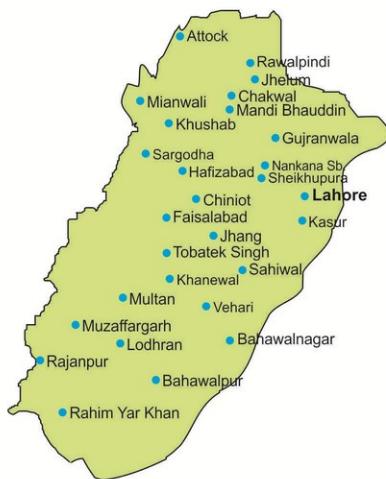 Attock
Rawalpindi
Jhelum
Chakwal
Mianwali
Mandi Bhauddin
Khushab
Gujranwala
Sargodha
Nankana Sb.
Hafizabad
Sheikhupura
Lahore
Chiniot
Faisalabad
Kasur
Jhang
Tobatek Singh
Sahiwal
Khanewal
Multan
Vehari
Muzaffargarh
Bahawalnagar
Lodhran
Rajanpur
Bahawalpur
Rahim Yar Khan